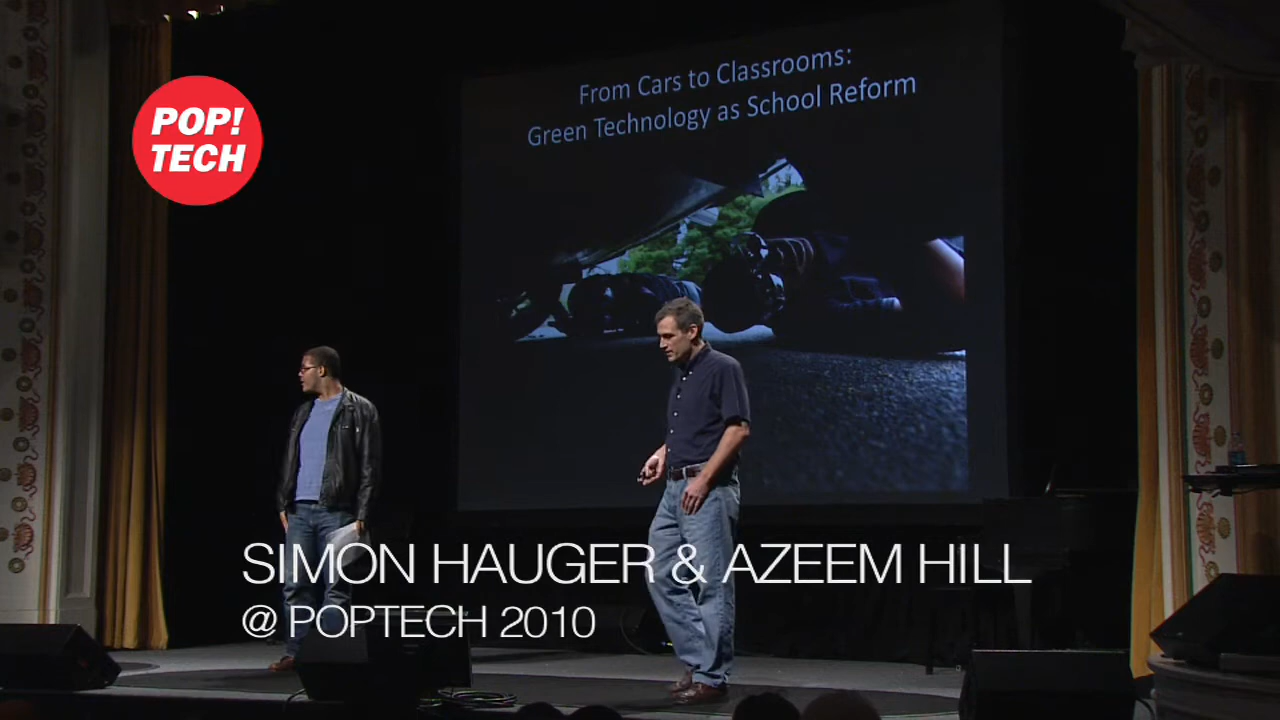 POP!
TECH
From Cars to Classrooms:
Green Technology as School Reform
SIMON HAUGER & AZEEM HILL
@ POPTECH 2010